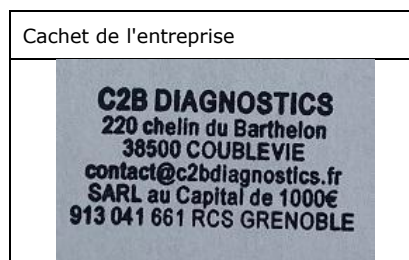 Cachet de l'entreprise
C2B DIAGNOSTICS
220 chelin du Barthelon
38500 COUBLEVIE
contact@c2bdiagnostics.fr
SARL au Capital de 1000€
913 041 661 RCS GRENOBLE